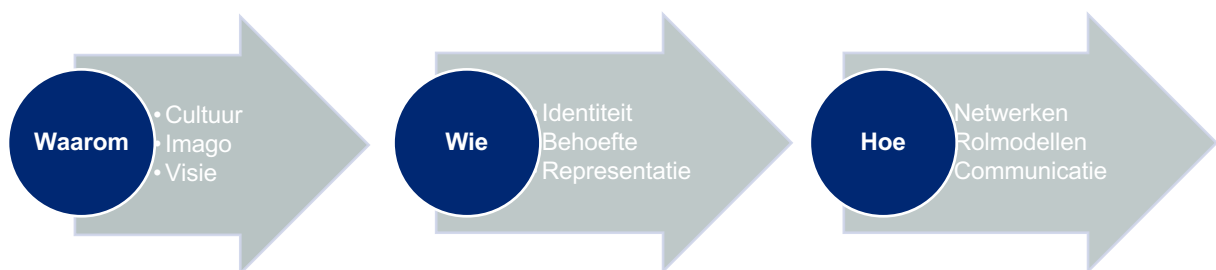 Waarom
• Cultuur
• Imago
• Visie
Wie
• Identiteit
Behoefte
Representatie
Hoe
Netwerken
Rolmodellen
Communicatie